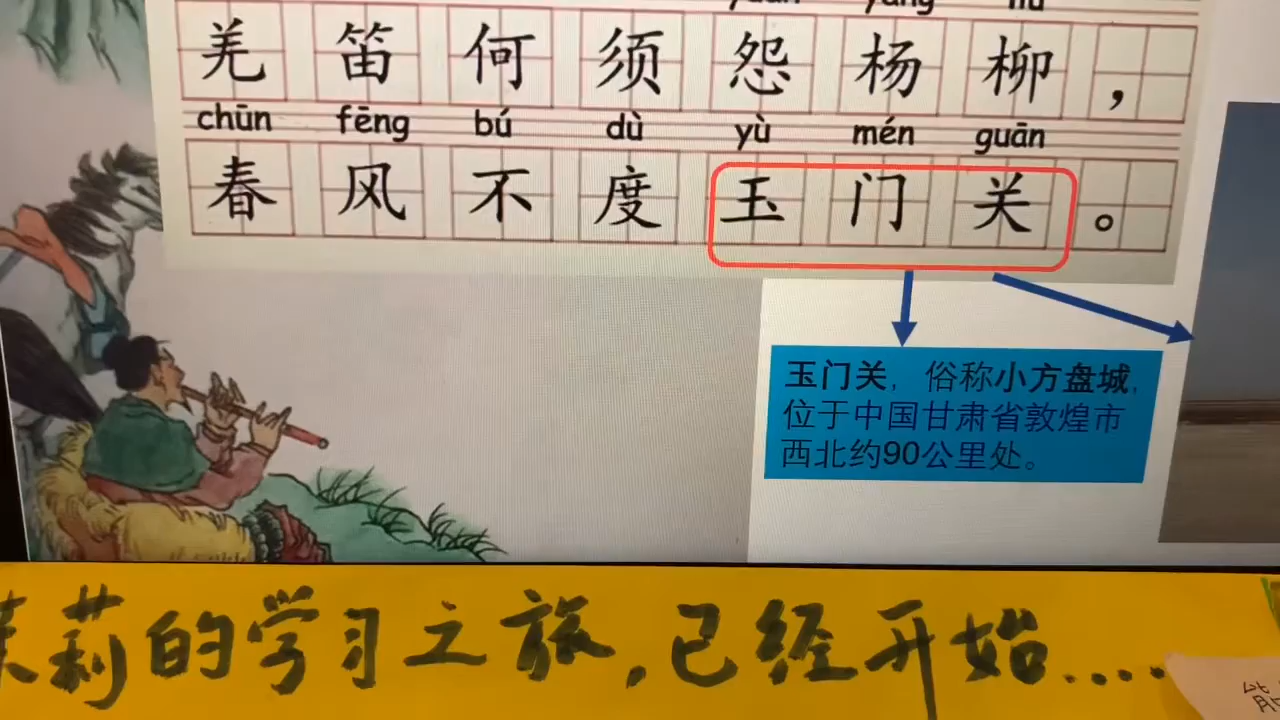 羌笛何须怨杨柳，
chūn fēng bú dù yù mén guān
春风不度玉门关。
玉门关，俗称小方盘城，
位于中国甘肃省敦煌市
西北约90公里处。
莉的学习之旅,已经开始....